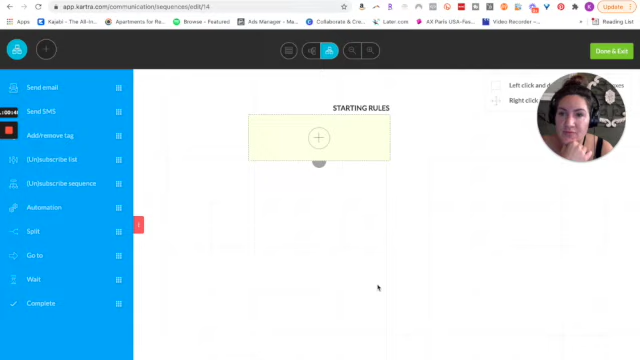 app.kartra.com/communication/sequences/edit/14
Update
Apps
Kajabi
Kajabi | The All-In...
Apartments for Re...
Browse - Featured
Ads Manager - Ma...
Collaborate & Crea...
Later.com
AX Paris USA-Fas...
Video Recorder –...
Reading List
Done & Exit
Send email
Send SMS
Add/remove tag
(Un)subscribe list
(Un)subscribe sequence
Automation
Split
Go to
Wait
Complete
STARTING RULES
Left click and d
oxes
Right click